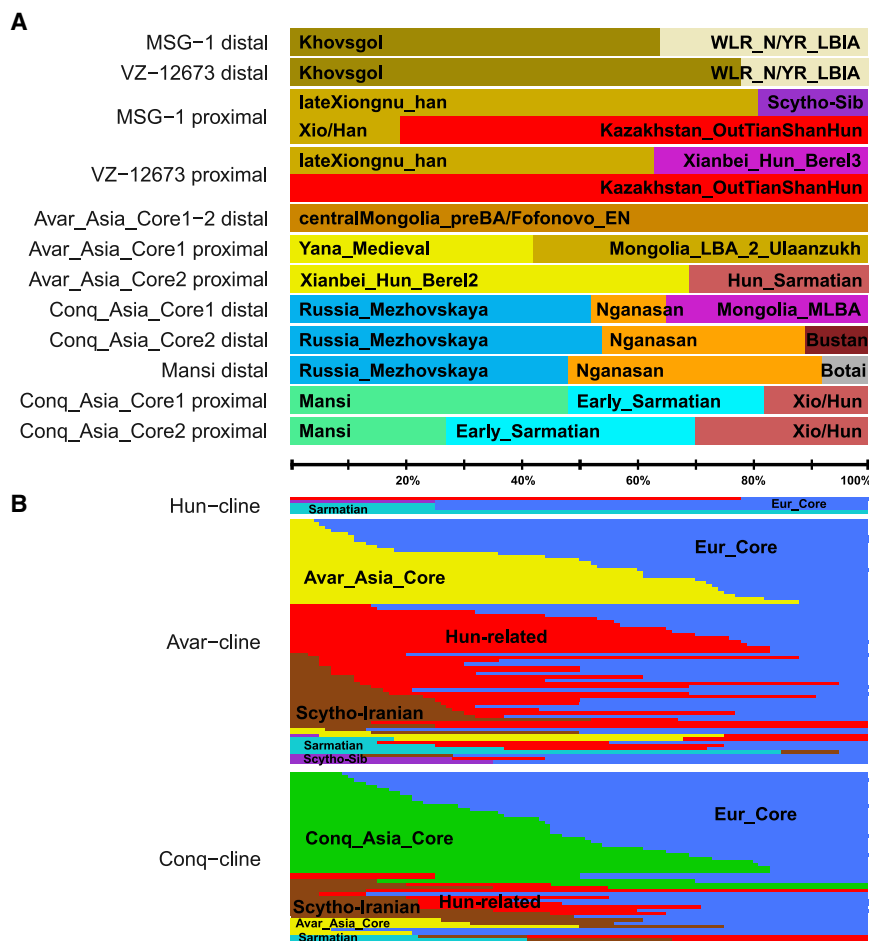 A
MSG-1 distal
Khovsgol WLR_N/YR_LBIA
VZ-12673 distal
Khovsgol WLR_N/YR_LBIA
MSG-1 proximal
lateXiongnu_han Scytho-Sib
Xio/Han Kazakhstan_OutTianShanHun
VZ-12673 proximal
lateXiongnu_han Xianbei_Hun_Berel3
Kazakhstan_OutTianShanHun
Avar_Asia_Core1-2 distal
centralMongolia_preBA/Fofonovo_EN
Avar_Asia_Core1 proximal
Yana_Medieval Mongolia_LBA_2_Ulaanzukh
Avar_Asia_Core2 proximal
Xianbei_Hun_Berel2 Hun_Sarmatian
Conq_Asia_Core1 distal
Russia_Mezhovskaya Nganasan Mongolia_MLBA
Conq_Asia_Core2 distal
Russia_Mezhovskaya Nganasan Bustan
Mansi distal
Russia_Mezhovskaya Nganasan Botai
Conq_Asia_Core1 proximal
Mansi Early_Sarmatian Xio/Hun
Conq_Asia_Core2 proximal
Mansi Early_Sarmatian Xio/Hun
20% 40% 60% 80% 100%
B
Hun-cline
Sarmatian Eur_Core
Avar-cline
Eur_Core
Avar_Asia_Core
Hun-related
Scytho-Iranian
Sarmatian
Scytho-Sib
Conq-cline
Eur_Core
Conq_Asia_Core
Scytho-Iranian Hun-related
Avar_Asia_Core
Sarmatian